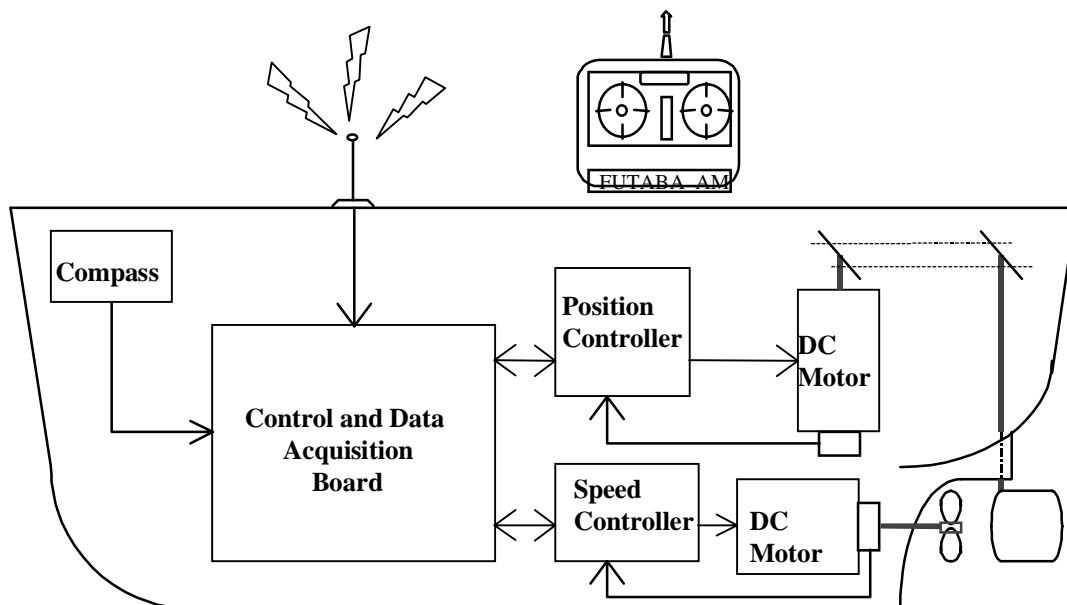 FUTABA AM
Compass
Position
Controller
DC
Motor
Control and Data
Acquisition
Board
Speed
Controller
DC
Motor